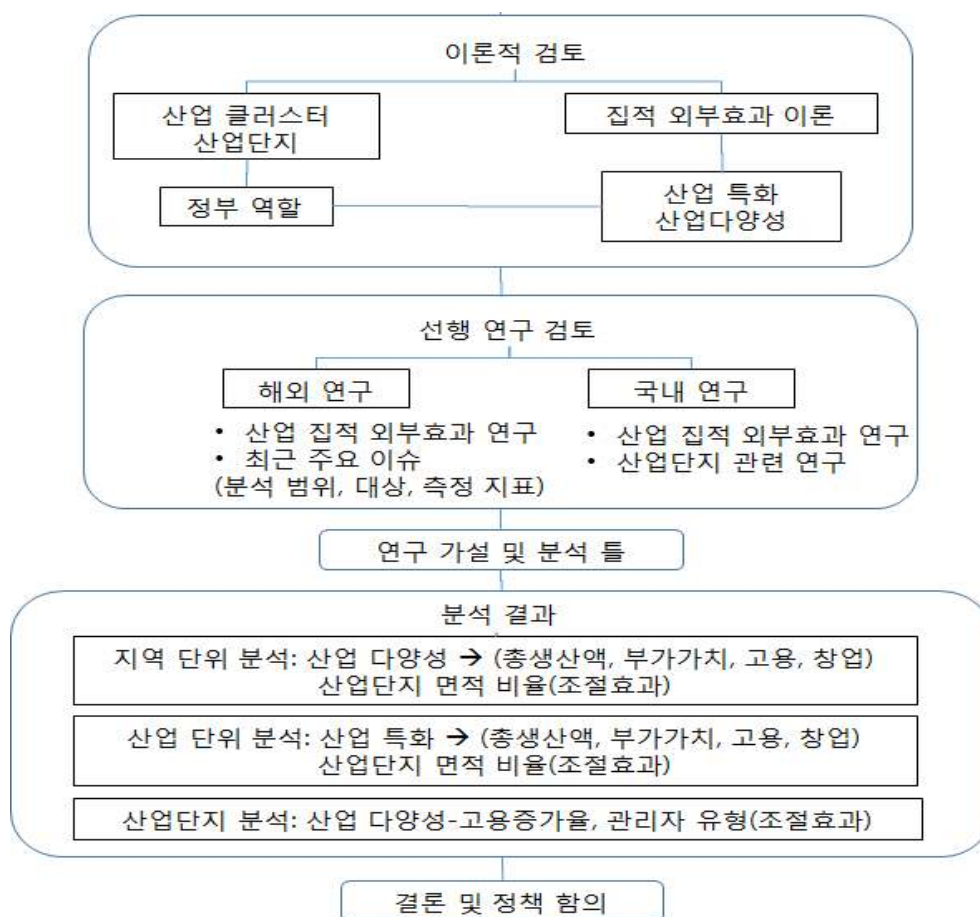 이론적 검토
산업 클러스터
산업단지
집적 외부효과 이론
정부 역할
산업 특화
산업다양성
선행 연구 검토
해외 연구
• 산업 집적 외부효과 연구
• 최근 주요 이슈
(분석 범위, 대상, 측정 지표)
국내 연구
• 산업 집적 외부효과 연구
• 산업단지 관련 연구
연구 가설 및 분석 틀
분석 결과
지역 단위 분석: 산업 다양성 → (총생산액, 부가가치, 고용, 창업)
산업단지 면적 비율(조절효과)
산업 단위 분석: 산업 특화 → (총생산액, 부가가치, 고용, 창업)
산업단지 면적 비율(조절효과)
산업단지 분석: 산업 다양성-고용증가율, 관리자 유형(조절효과)
결론 및 정책 함의